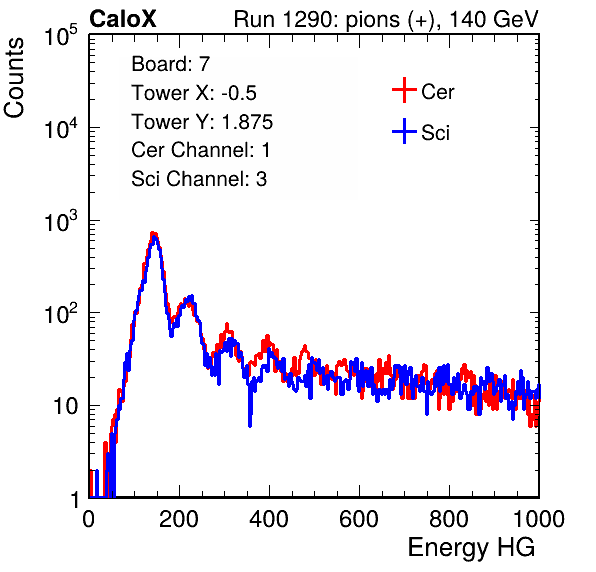 CaloX Run 1290: pions (+), 140 GeV
Counts
10^5
10^4
10^3
10^2
10
1
Board: 7
Tower X: -0.5
Tower Y: 1.875
Cer Channel: 1
Sci Channel: 3
Cer
Sci
0 200 400 600 800 1000
Energy HG